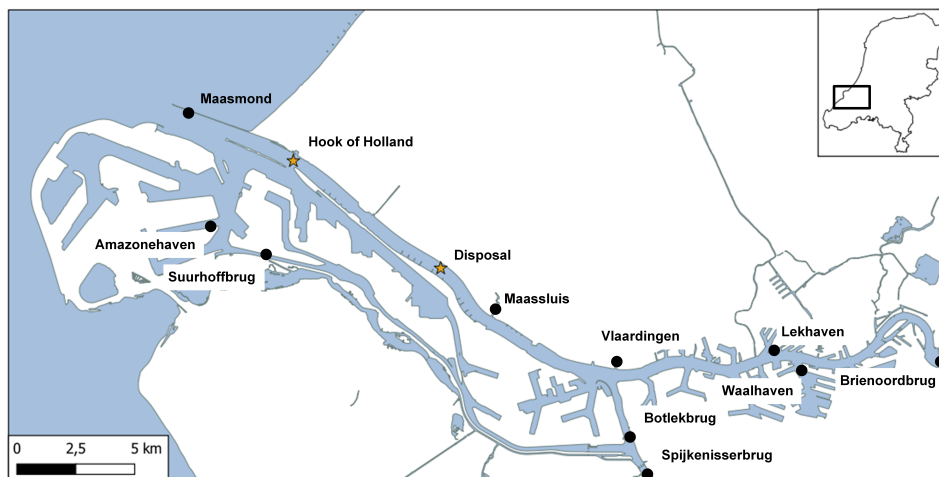 Maasmond
Hook of Holland
Amazonehaven
Disposal
Suurhoffbrug
Maassluis
Vlaardingen
Lekhaven
Waalhaven
Brienoordbrug
Botlekbrug
Spijkenisserbrug
0 2,5 5 km